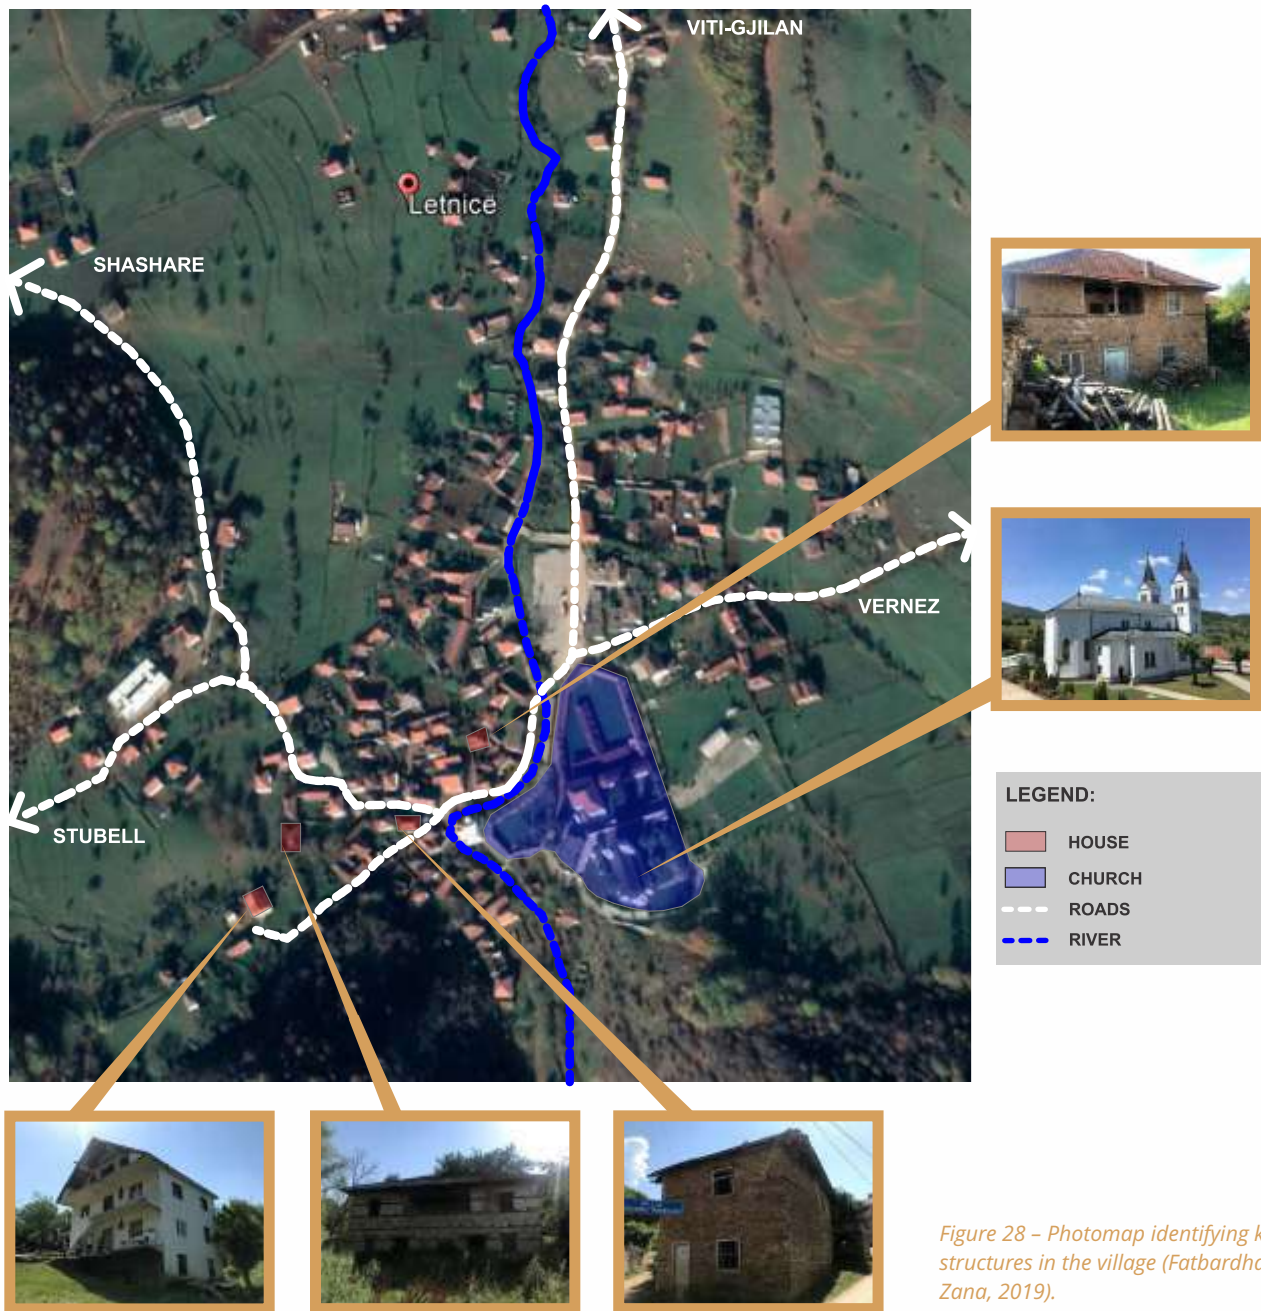 VITI-GJILAN
Letnice
SHASHARE
VERNEZ
STUBELL
LEGEND:
HOUSE
CHURCH
ROADS
RIVER
Figure 28 – Photomap identifying
structures in the village (Fatbardha
Zana, 2019).